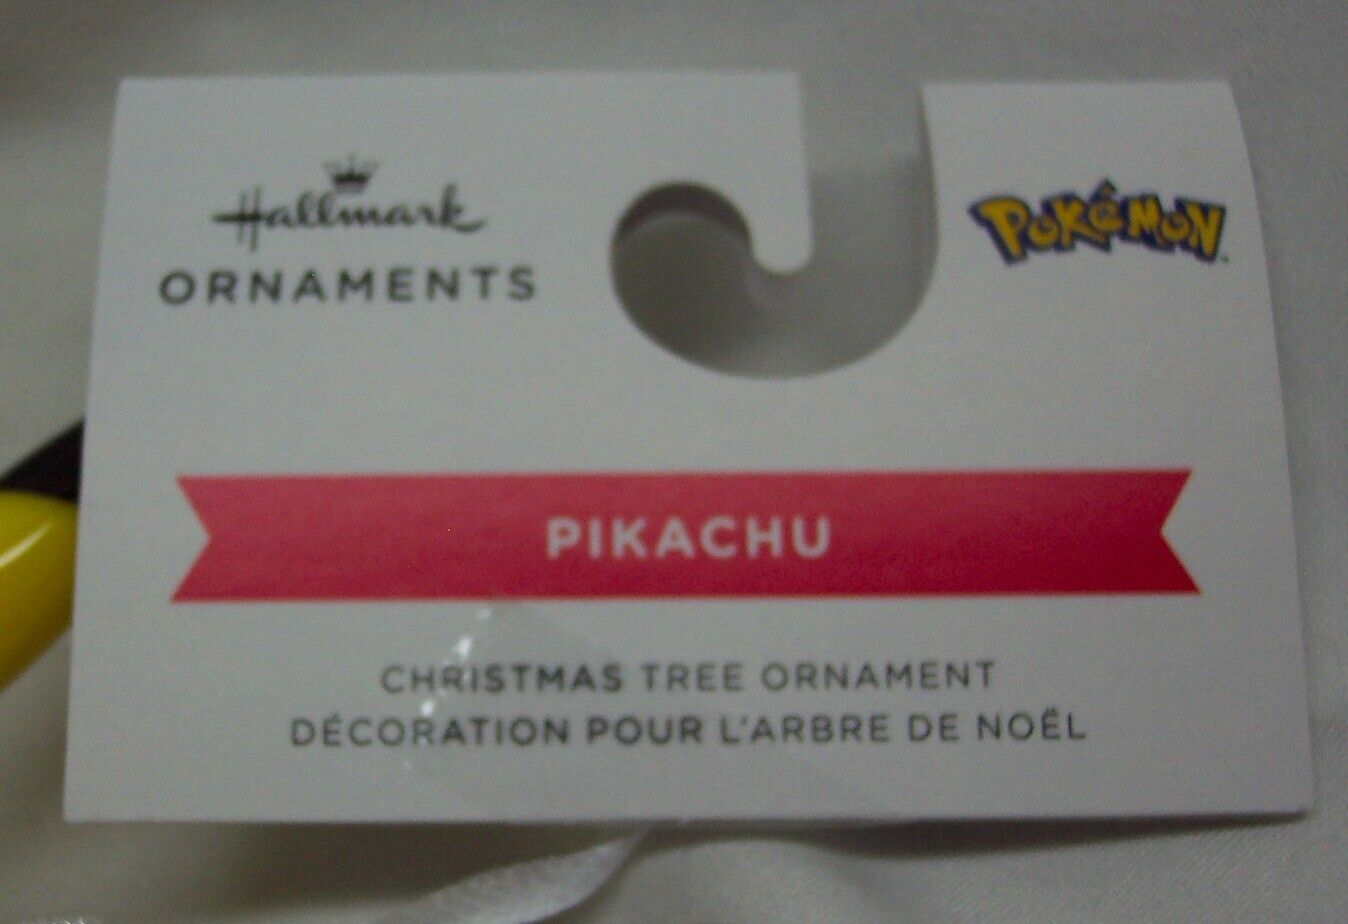 Hallmark
ORNAMENTS
POKéMON
PIKACHU
CHRISTMAS TREE ORNAMENT
DÉCORATION POUR L'ARBRE DE NOËL